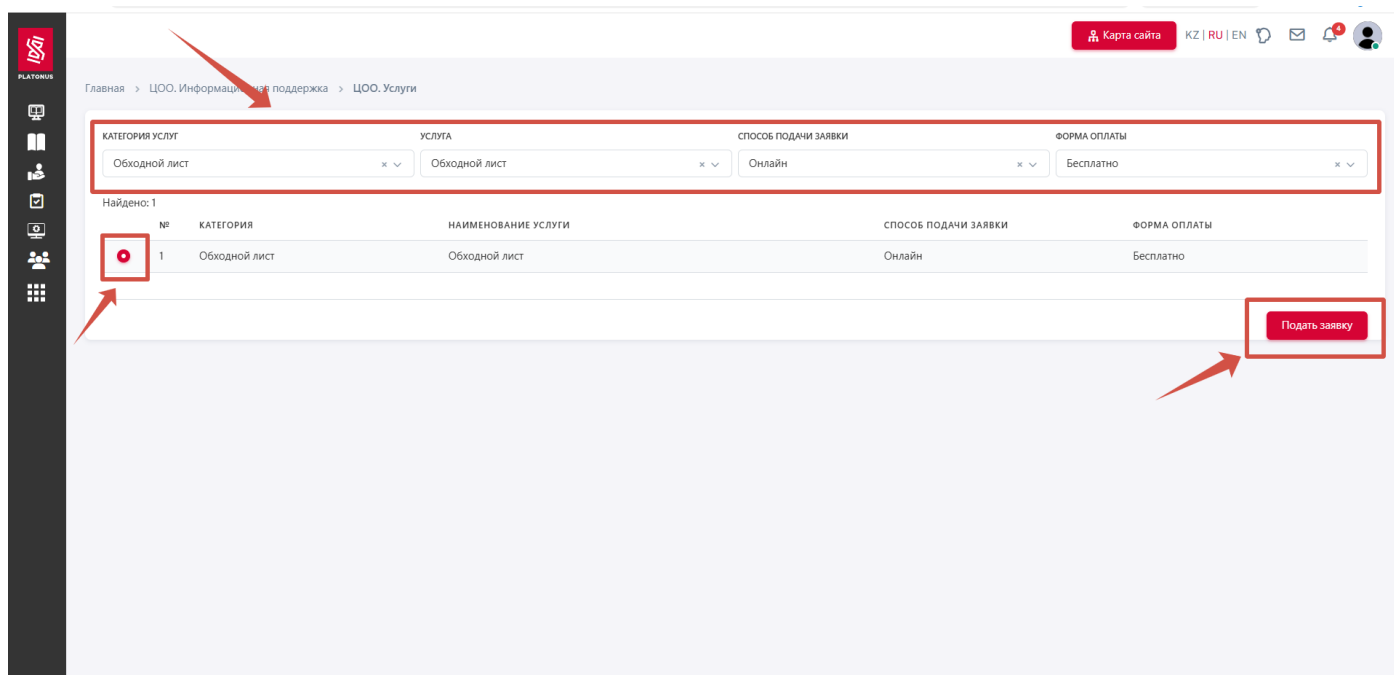 Карта сайта KZ | RU | EN 4
PLATONUS
Главная > ЦОО. Информационная поддержка > ЦОО. Услуги
КАТЕГОРИЯ УСЛУГ УСЛУГА СПОСОБ ПОДАЧИ ЗАЯВКИ ФОРМА ОПЛАТЫ
Обходной лист Обходной лист Онлайн Бесплатно
Найдено: 1
№ КАТЕГОРИЯ НАИМЕНОВАНИЕ УСЛУГИ СПОСОБ ПОДАЧИ ЗАЯВКИ ФОРМА ОПЛАТЫ
1 Обходной лист Обходной лист Онлайн Бесплатно
Подать заявку